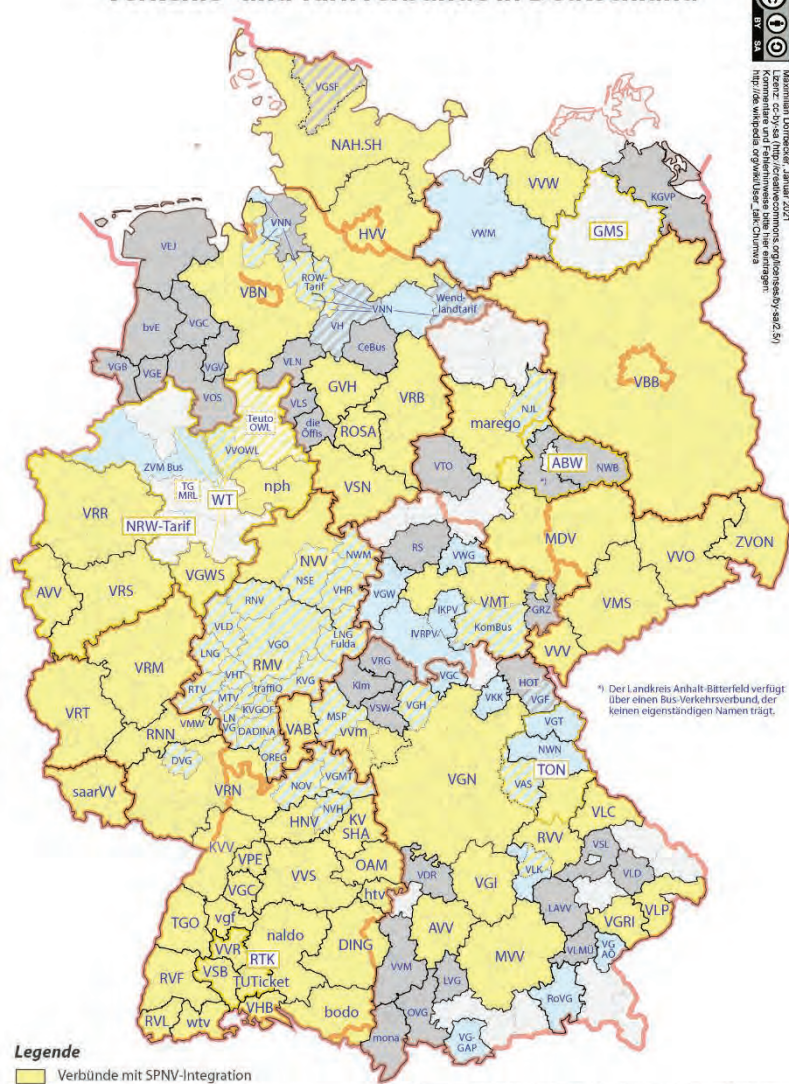 BY SA
Maximilian Dörrbecker, Januar 2021
Lizenz: cc-by-sa (http://creativecommons.org/licenses/by-sa/2.5/)
Kommentare und Fehlerhinweise bitte hier eintragen:
http://de.wikipedia.org/wiki/User_talk:Chumwa
VGSF
NAH.SH
VVW
KGVP
VNN
HVV
VWM
GMS
VEJ
ROW-
Tarif
VBN
VNN
Wend-
landtarif
bvE
VGC
VH
CeBus
VBB
VGB
VGE
VGV
VLN
VOS
GVH
VRB
VLS
NJL
Teuto
OWL
die
Öffis
ROSA
marego
VVOWL
ZVM Bus
VTO
ABW
NWB
*)
TG
MRL
WT
nph
VSN
VRR
NRW-Tarif
MDV
NVV
NWM
RS
VWG
VVO
ZVON
VGWS
NSE
VHR
AVV
VRS
RNV
VGW
VMT
VMS
IKPV
GRZ
VLD
VGO
LNG
Fulda
IVRPV
KomBus
LNG
RMV
VVV
VRM
VHT
traffiQ
KVG
VRG
VGC
HOT
RTV
MTV
KIm
VKK
VGF
*) Der Landkreis Anhalt-Bitterfeld verfügt
über einen Bus-Verkehrsverbund, der
keinen eigenständigen Namen trägt.
VRT
LN
VG
KVGOF
VAB
MSP
VSW
VGH
VGT
RNN
VMW
DADINA
vvm
NWN
DVG
OREG
VGN
TON
VAS
saarVV
VRN
NOV
VGMT
NVH
VLC
HNV
KV
SHA
RVV
KVV
VSL
VPE
VVS
OAM
VDR
VGI
VLK
VLD
VGC
htv
LAVV
TGO
vgf
AVV
VGRI
VLP
naldo
DING
VVR
MVV
RTK
VLMÜ
VG
AÖ
RVF
VSB
VVM
TUTicket
LVG
RoVG
RVL
wtv
VHB
bodo
OVG
mona
VG-
GAP
Legende
Verbünde mit SPNV-Integration